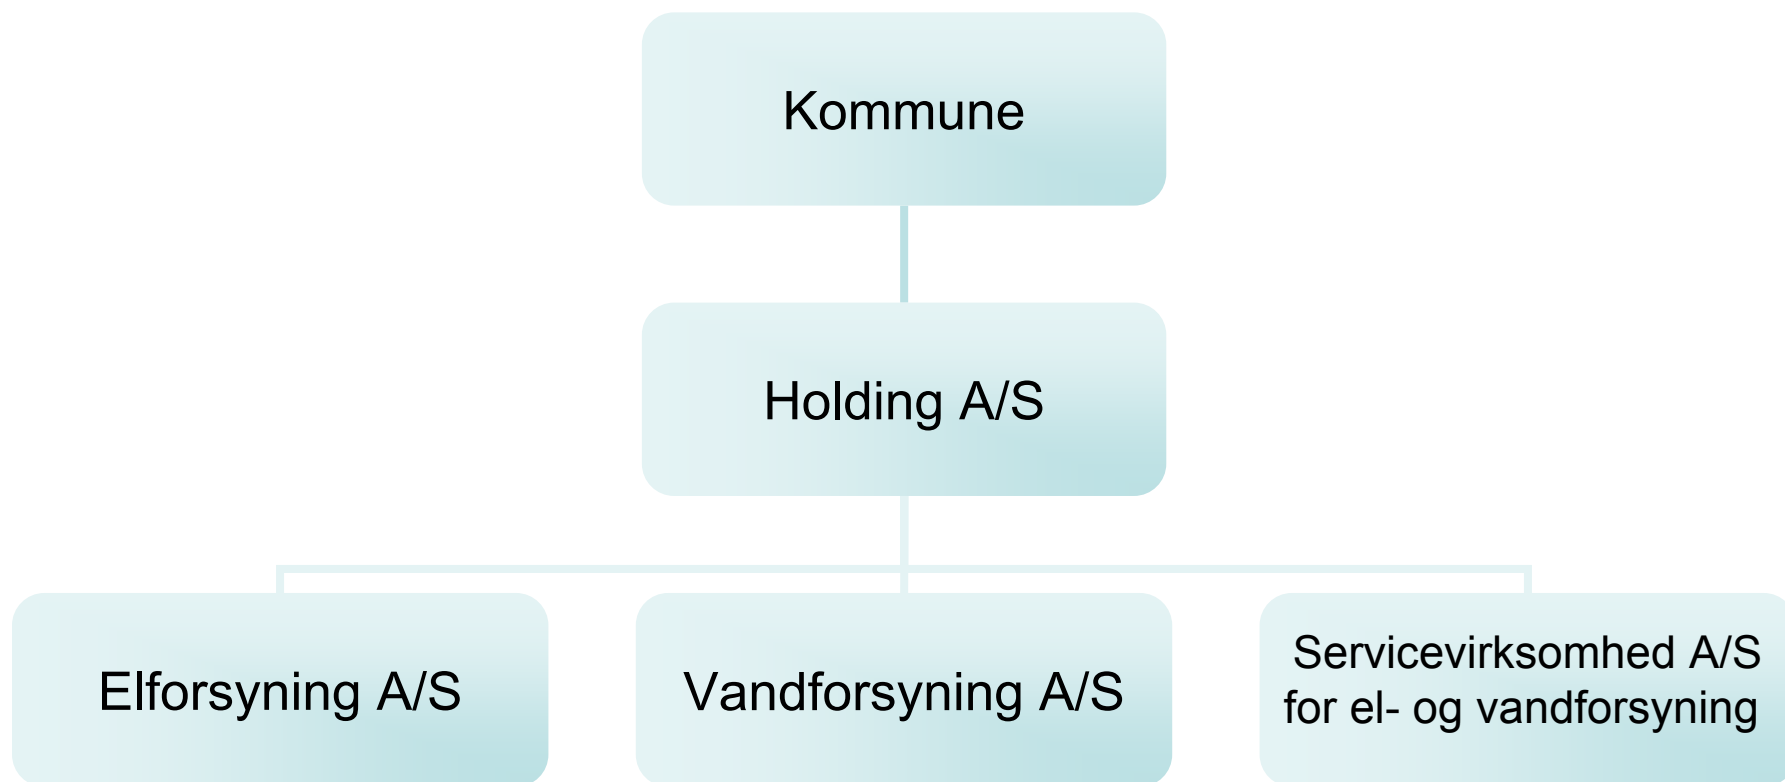 Kommune
Holding A/S
Elforsyning A/S
Vandforsyning A/S
Servicevirksomhed A/S
for el- og vandforsyning